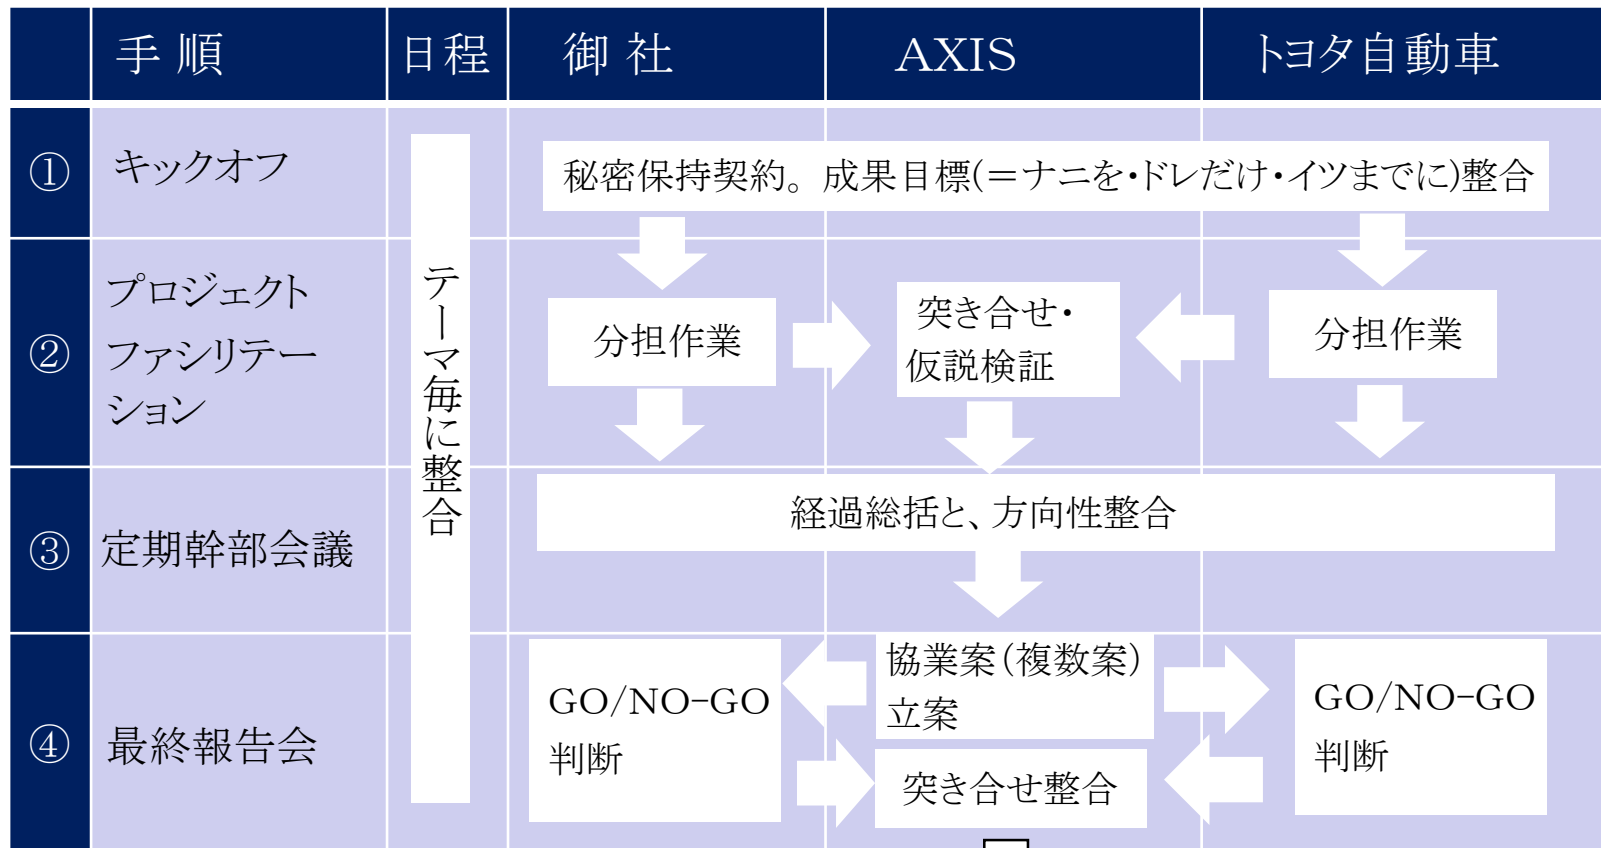 手 順
日程
御 社
AXIS
トヨタ自動車
①
キックオフ
テーマ毎に整合
秘密保持契約。成果目標(=ナニを・ドレだけ・イツまでに)整合
②
プロジェクト
ファシリテー
ション
分担作業
突き合せ・
仮説検証
分担作業
③
定期幹部会議
経過総括と、方向性整合
④
最終報告会
GO/NO-GO
判断
協業案(複数案)
立案
突き合せ整合
GO/NO-GO
判断